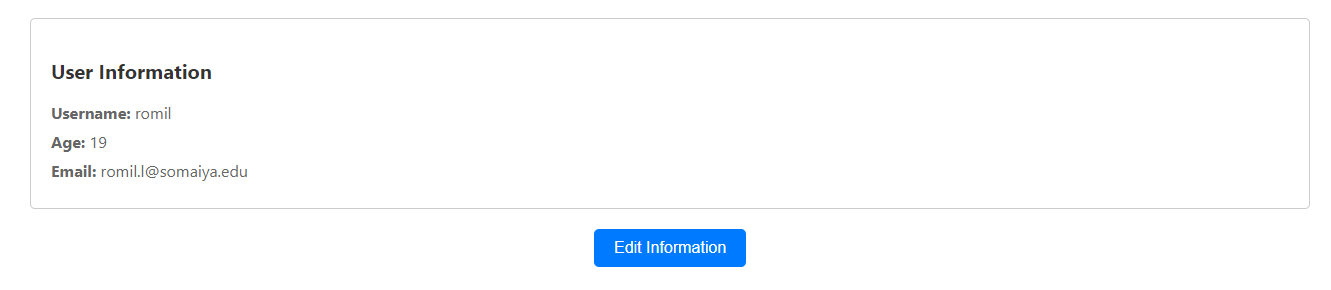 User Information
Username: romil
Age: 19
Email: romil.l@somaiya.edu
Edit Information